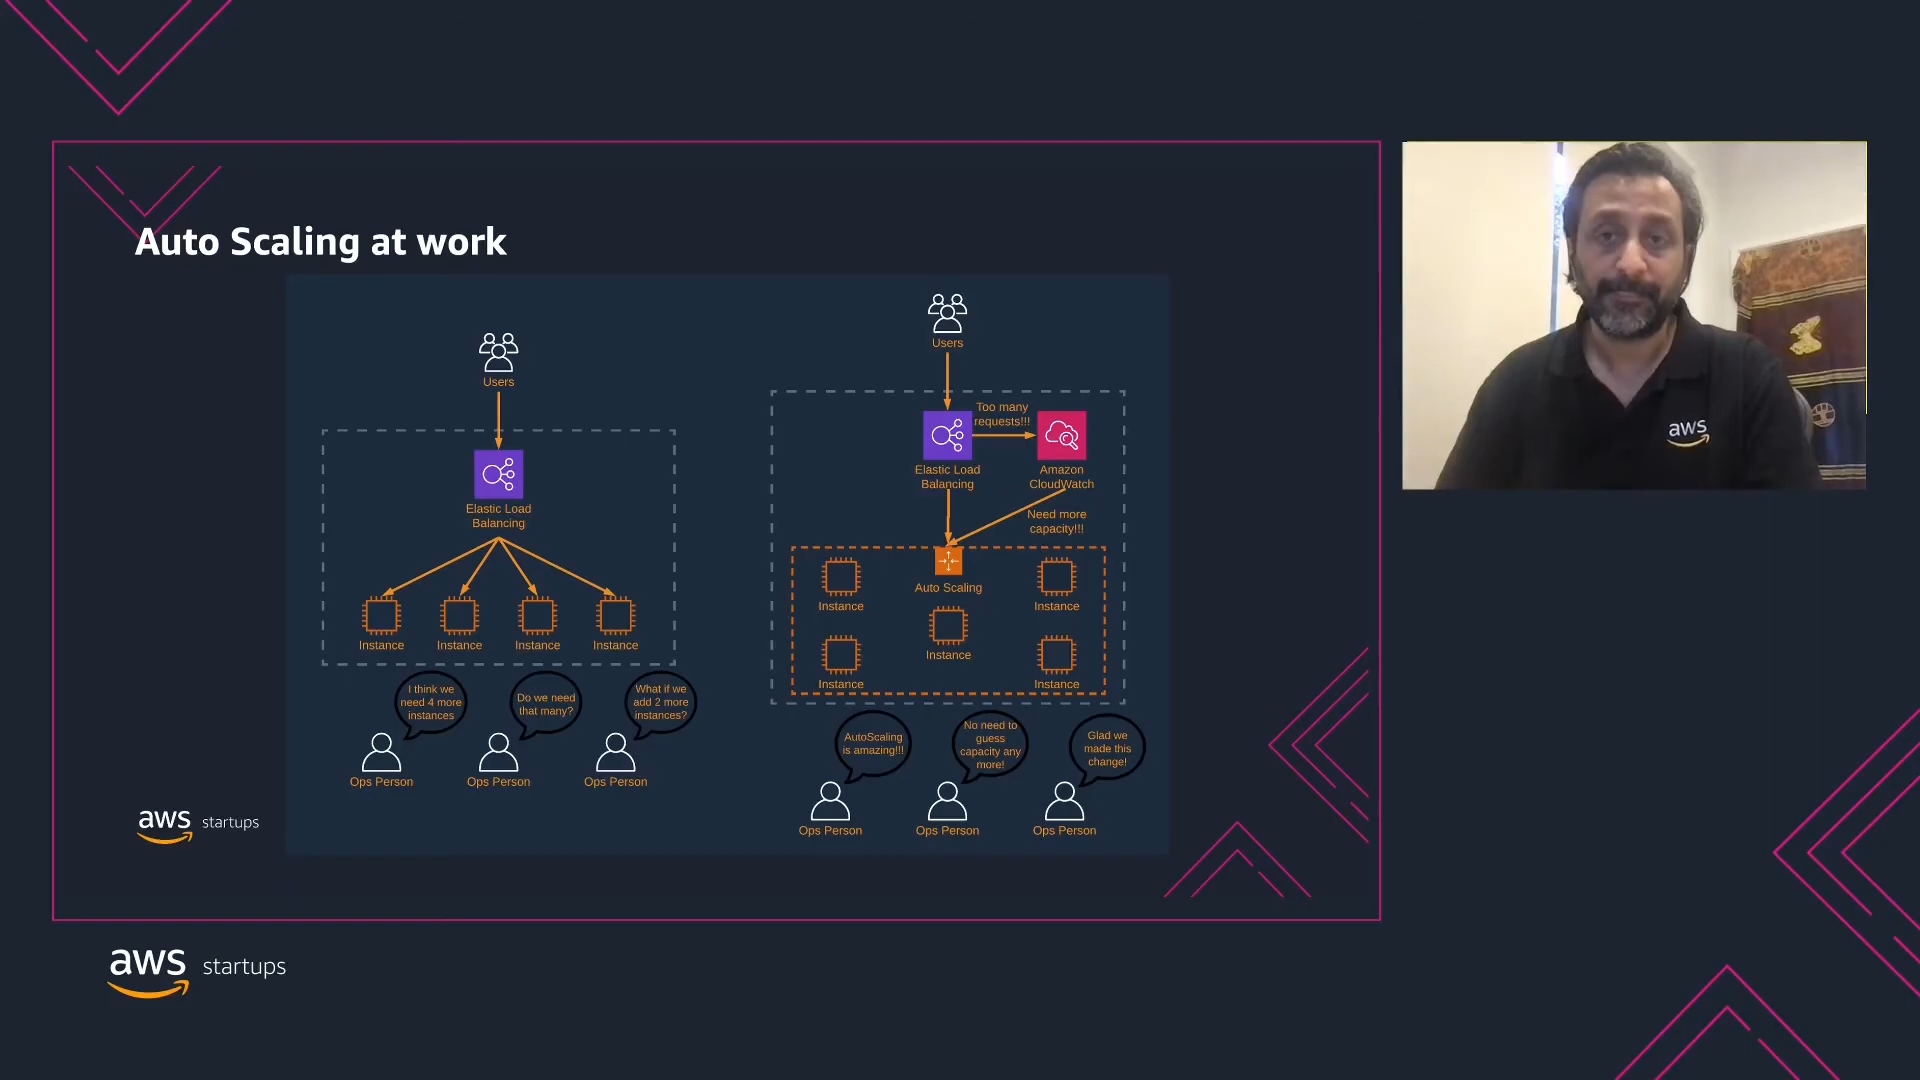 Auto Scaling at work
Users
Elastic Load
Balancing
Instance
Instance
Instance
Instance
I think we
need 4 more
instances
Do we need
that many?
What if we
add 2 more
instances?
Ops Person
Ops Person
Ops Person
Users
Too many
requests!!!
Elastic Load
Balancing
Amazon
CloudWatch
Need more
capacity!!!
Auto Scaling
Instance
Instance
Instance
Instance
Instance
AutoScaling
is amazing!!!
No need to
guess
capacity any
more!
Glad we
made this
change!
Ops Person
Ops Person
Ops Person
aws startups
aws startups
aws